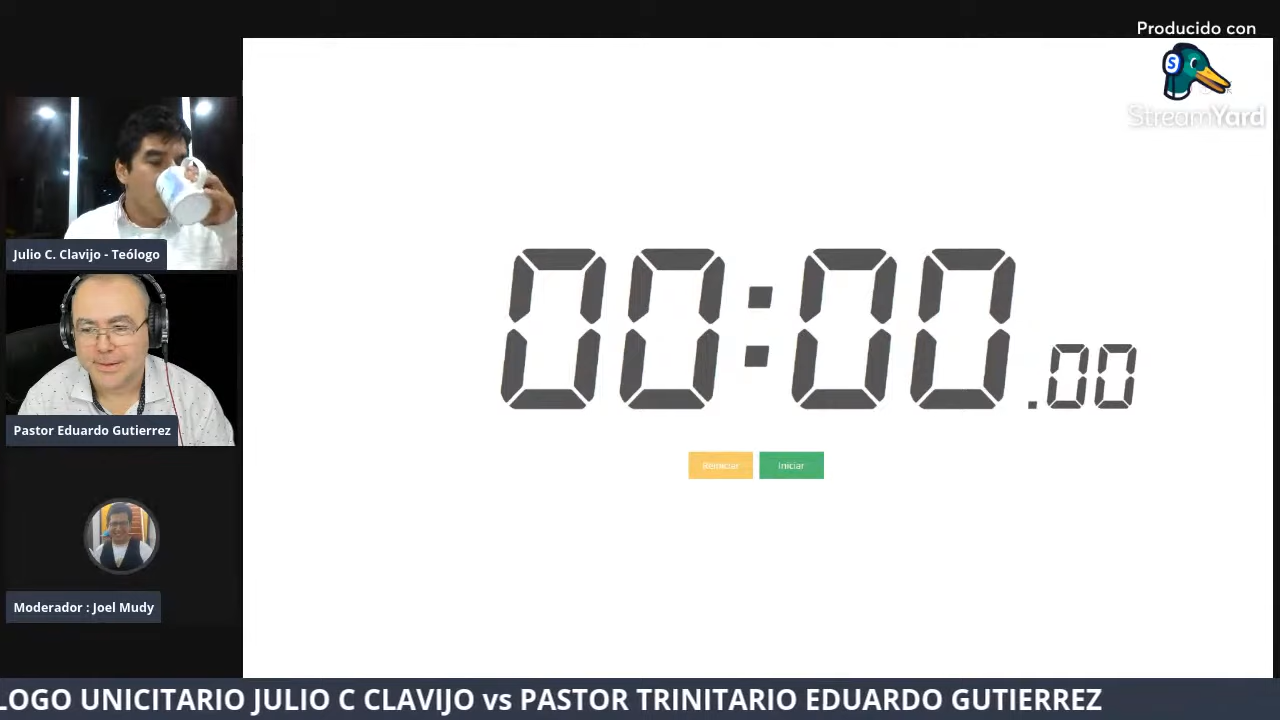 Producido con
StreamYard
Julio C. Clavijo - Teólogo
00:00.00
Reiniciar
Iniciar
Pastor Eduardo Gutierrez
Moderador : Joel Mudy
LOGO UNICITARIO JULIO C CLAVIJO vs PASTOR TRINITARIO EDUARDO GUTIERREZ